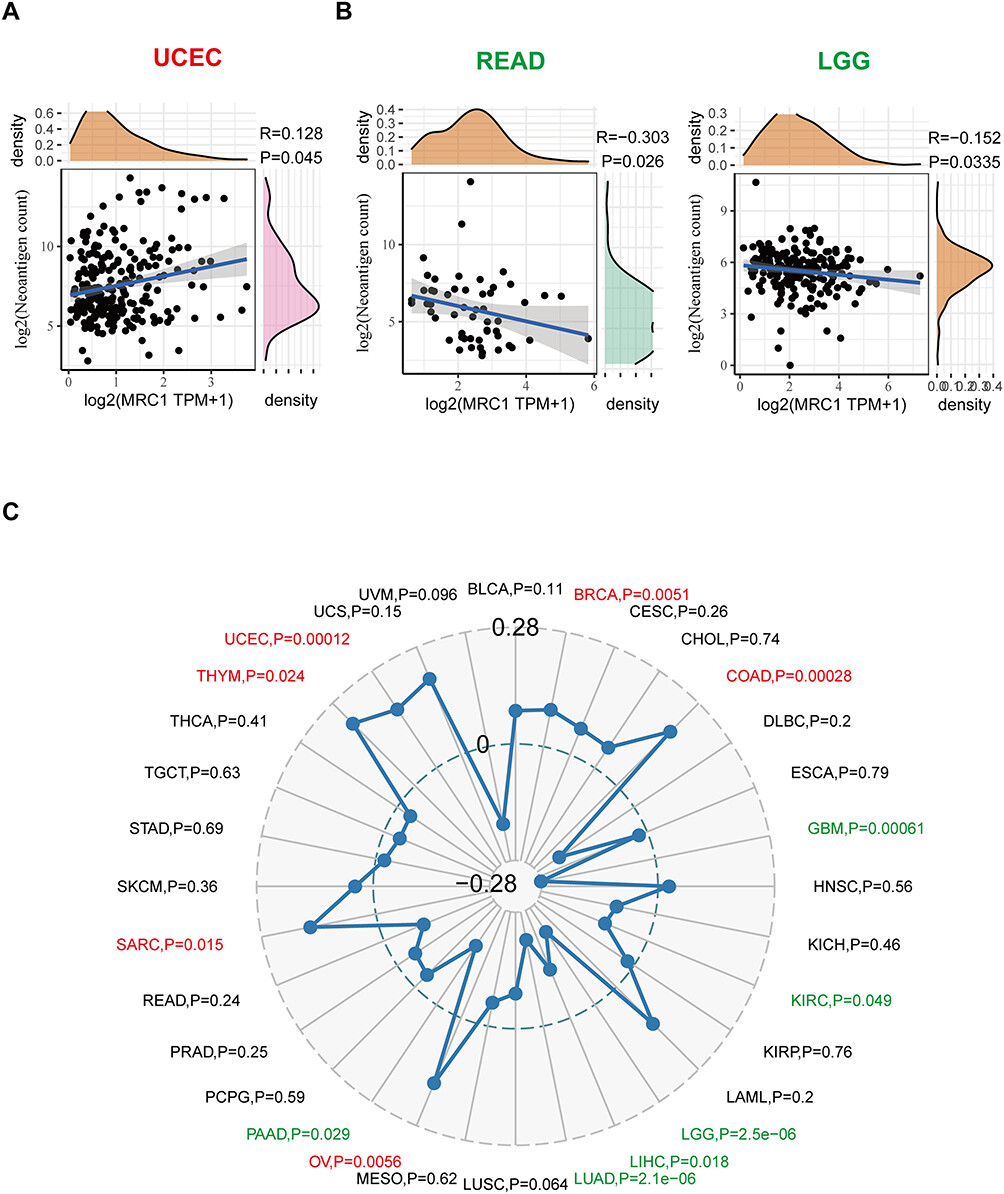 A
B
UCEC
READ
LGG
density
0.6
0.4
0.2
0.0
R=0.128
P=0.045
log2(Neoantigen count)
10
5
0 1 2 3
log2(MRC1 TPM+1)
density
density
0.4
0.3
0.2
0.1
0.0
R=−0.303
P=0.026
log2(Neoantigen count)
10
5
2 4 6
log2(MRC1 TPM+1)
density
density
0.3
0.2
0.1
0.0
R=−0.152
P=0.0335
log2(Neoantigen count)
9
6
3
0
0 2 4 6
log2(MRC1 TPM+1)
0.0 0.1 0.2 0.3 0.4
density
C
BLCA,P=0.11
BRCA,P=0.0051
CESC,P=0.26
CHOL,P=0.74
COAD,P=0.00028
DLBC,P=0.2
ESCA,P=0.79
GBM,P=0.00061
HNSC,P=0.56
KICH,P=0.46
KIRC,P=0.049
KIRP,P=0.76
LAML,P=0.2
LGG,P=2.5e−06
LIHC,P=0.018
LUAD,P=2.1e−06
LUSC,P=0.064
MESO,P=0.62
OV,P=0.0056
PAAD,P=0.029
PCPG,P=0.59
PRAD,P=0.25
READ,P=0.24
SARC,P=0.015
SKCM,P=0.36
STAD,P=0.69
TGCT,P=0.63
THCA,P=0.41
THYM,P=0.024
UCEC,P=0.00012
UCS,P=0.15
UVM,P=0.096
0.28
0
−0.28